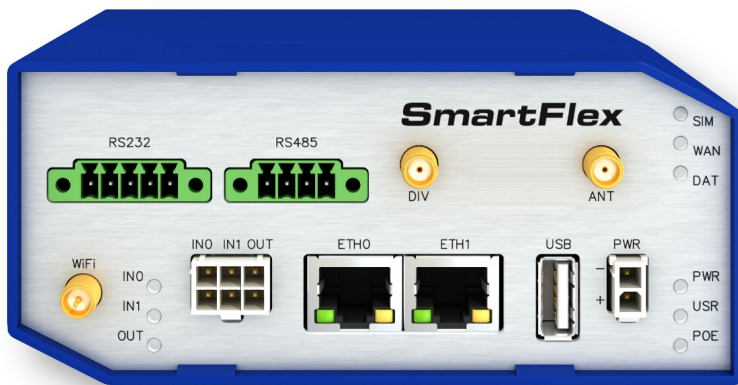 SmartFlex
SIM
RS232 RS485
WAN
DAT
DIV ANT
IN0 IN1 OUT ETH0 ETH1 USB PWR
WiFi
IN0
−
PWR
IN1
+
USR
OUT
POE